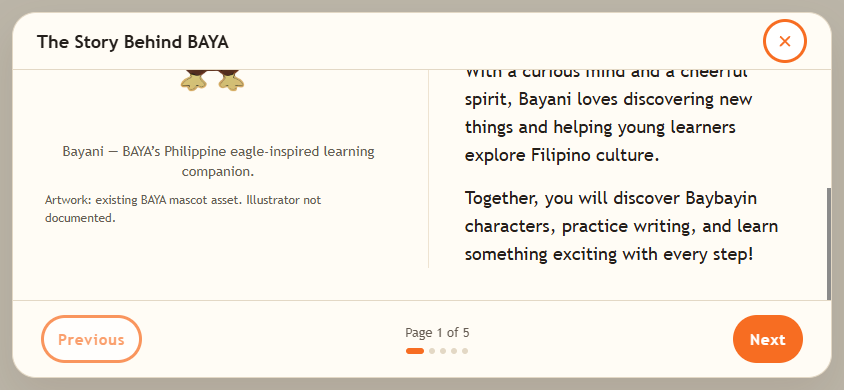 The Story Behind BAYA
Bayani — BAYA's Philippine eagle-inspired learning
companion.
Artwork: existing BAYA mascot asset. Illustrator not
documented.
With a curious mind and a cheerful
spirit, Bayani loves discovering new
things and helping young learners
explore Filipino culture.
Together, you will discover Baybayin
characters, practice writing, and learn
something exciting with every step!
Previous
Page 1 of 5
Next